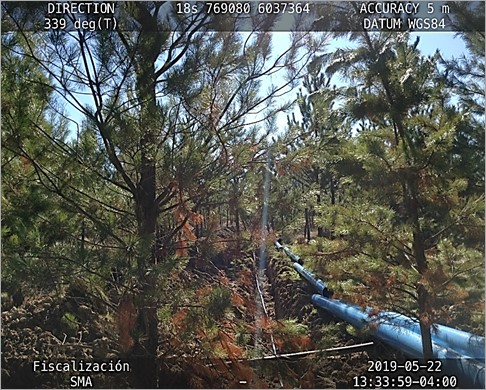 DIRECTION 18s 769080 6037364 ACCURACY 5 m
339 deg(T) DATUM WGS84
Fiscalización 2019-05-22
SMA - 13:33:59-04:00